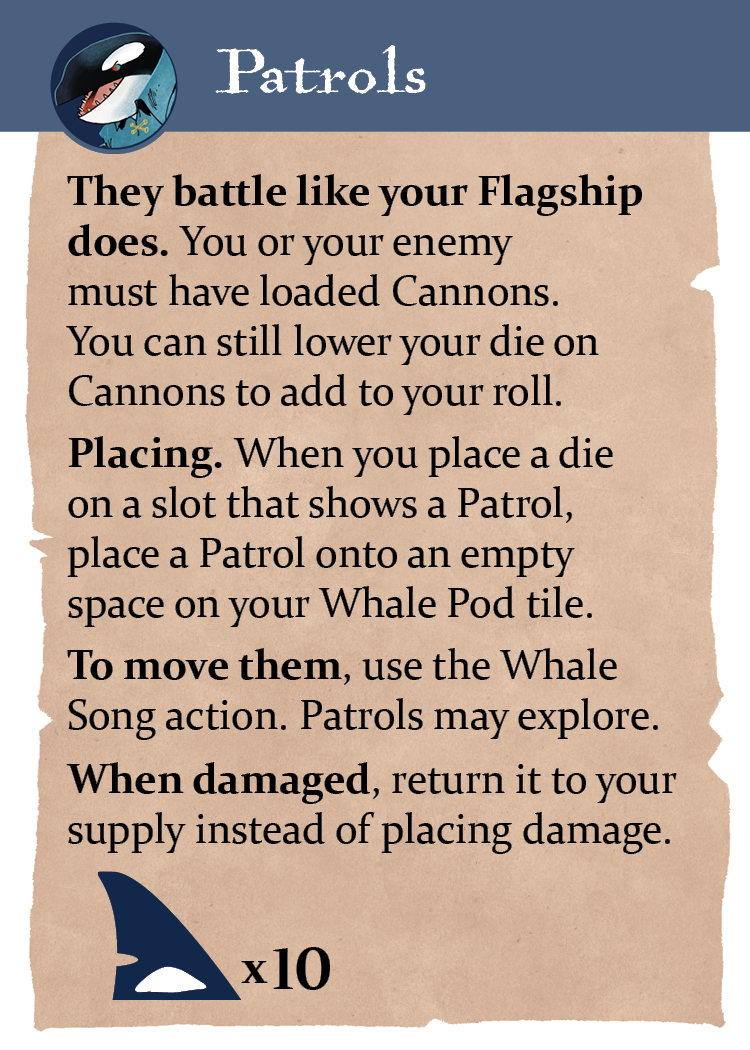 Patrols
They battle like your Flagship
does. You or your enemy
must have loaded Cannons.
You can still lower your die on
Cannons to add to your roll.
Placing. When you place a die
on a slot that shows a Patrol,
place a Patrol onto an empty
space on your Whale Pod tile.
To move them, use the Whale
Song action. Patrols may explore.
When damaged, return it to your
supply instead of placing damage.
x10